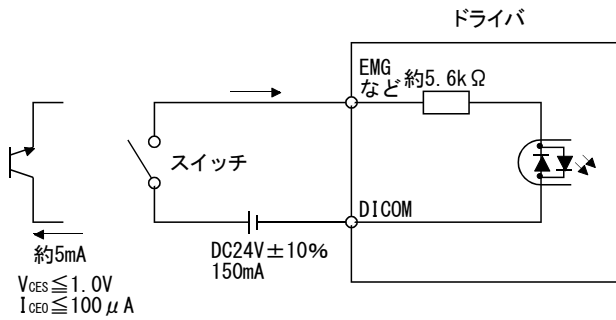 ドライバ
EMG
など
約5.6kΩ
スイッチ
DICOM
約5mA
DC24V±10%
150mA
VCES≦1.0V
ICEO≦100μA